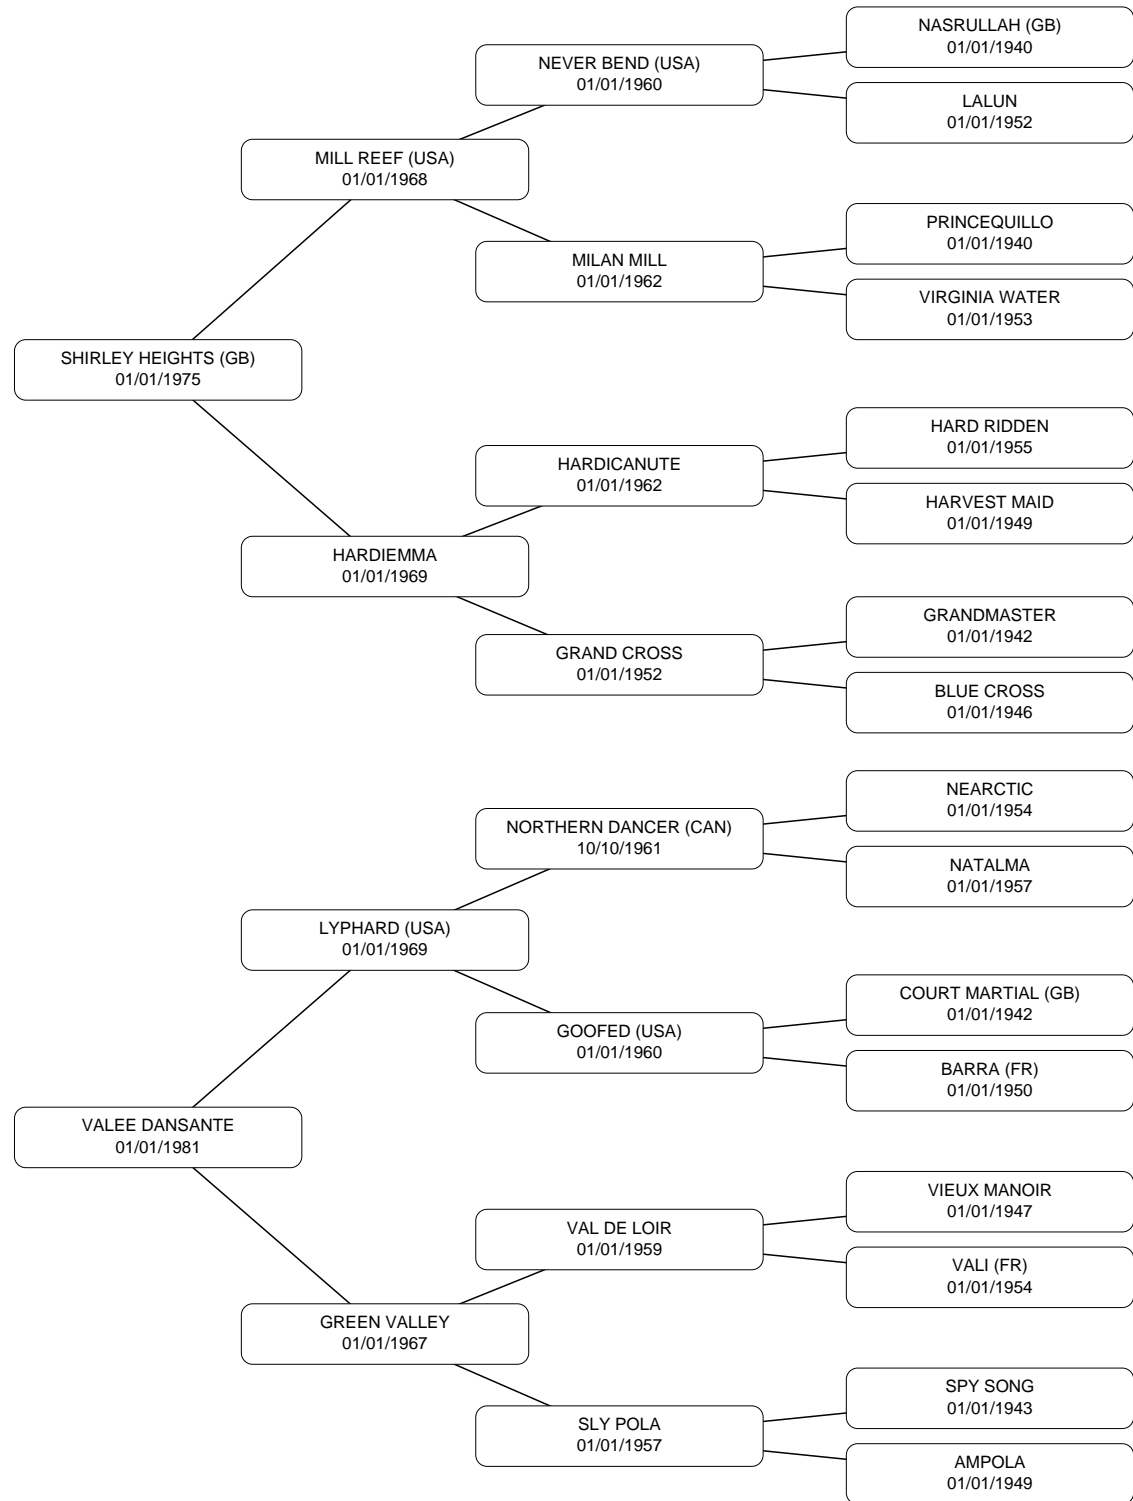 NASRULLAH (GB)
01/01/1940
NEVER BEND (USA)
01/01/1960
LALUN
01/01/1952
MILL REEF (USA)
01/01/1968
PRINCEQUILLO
01/01/1940
MILAN MILL
01/01/1962
VIRGINIA WATER
01/01/1953
SHIRLEY HEIGHTS (GB)
01/01/1975
HARD RIDDEN
01/01/1955
HARDICANUTE
01/01/1962
HARVEST MAID
01/01/1949
HARDIEMMA
01/01/1969
GRANDMASTER
01/01/1942
GRAND CROSS
01/01/1952
BLUE CROSS
01/01/1946
NEARCTIC
01/01/1954
NORTHERN DANCER (CAN)
10/10/1961
NATALMA
01/01/1957
LYPHARD (USA)
01/01/1969
COURT MARTIAL (GB)
01/01/1942
GOOFED (USA)
01/01/1960
BARRA (FR)
01/01/1950
VALEE DANSANTE
01/01/1981
VIEUX MANOIR
01/01/1947
VAL DE LOIR
01/01/1959
VALI (FR)
01/01/1954
GREEN VALLEY
01/01/1967
SPY SONG
01/01/1943
SLY POLA
01/01/1957
AMPOLA
01/01/1949